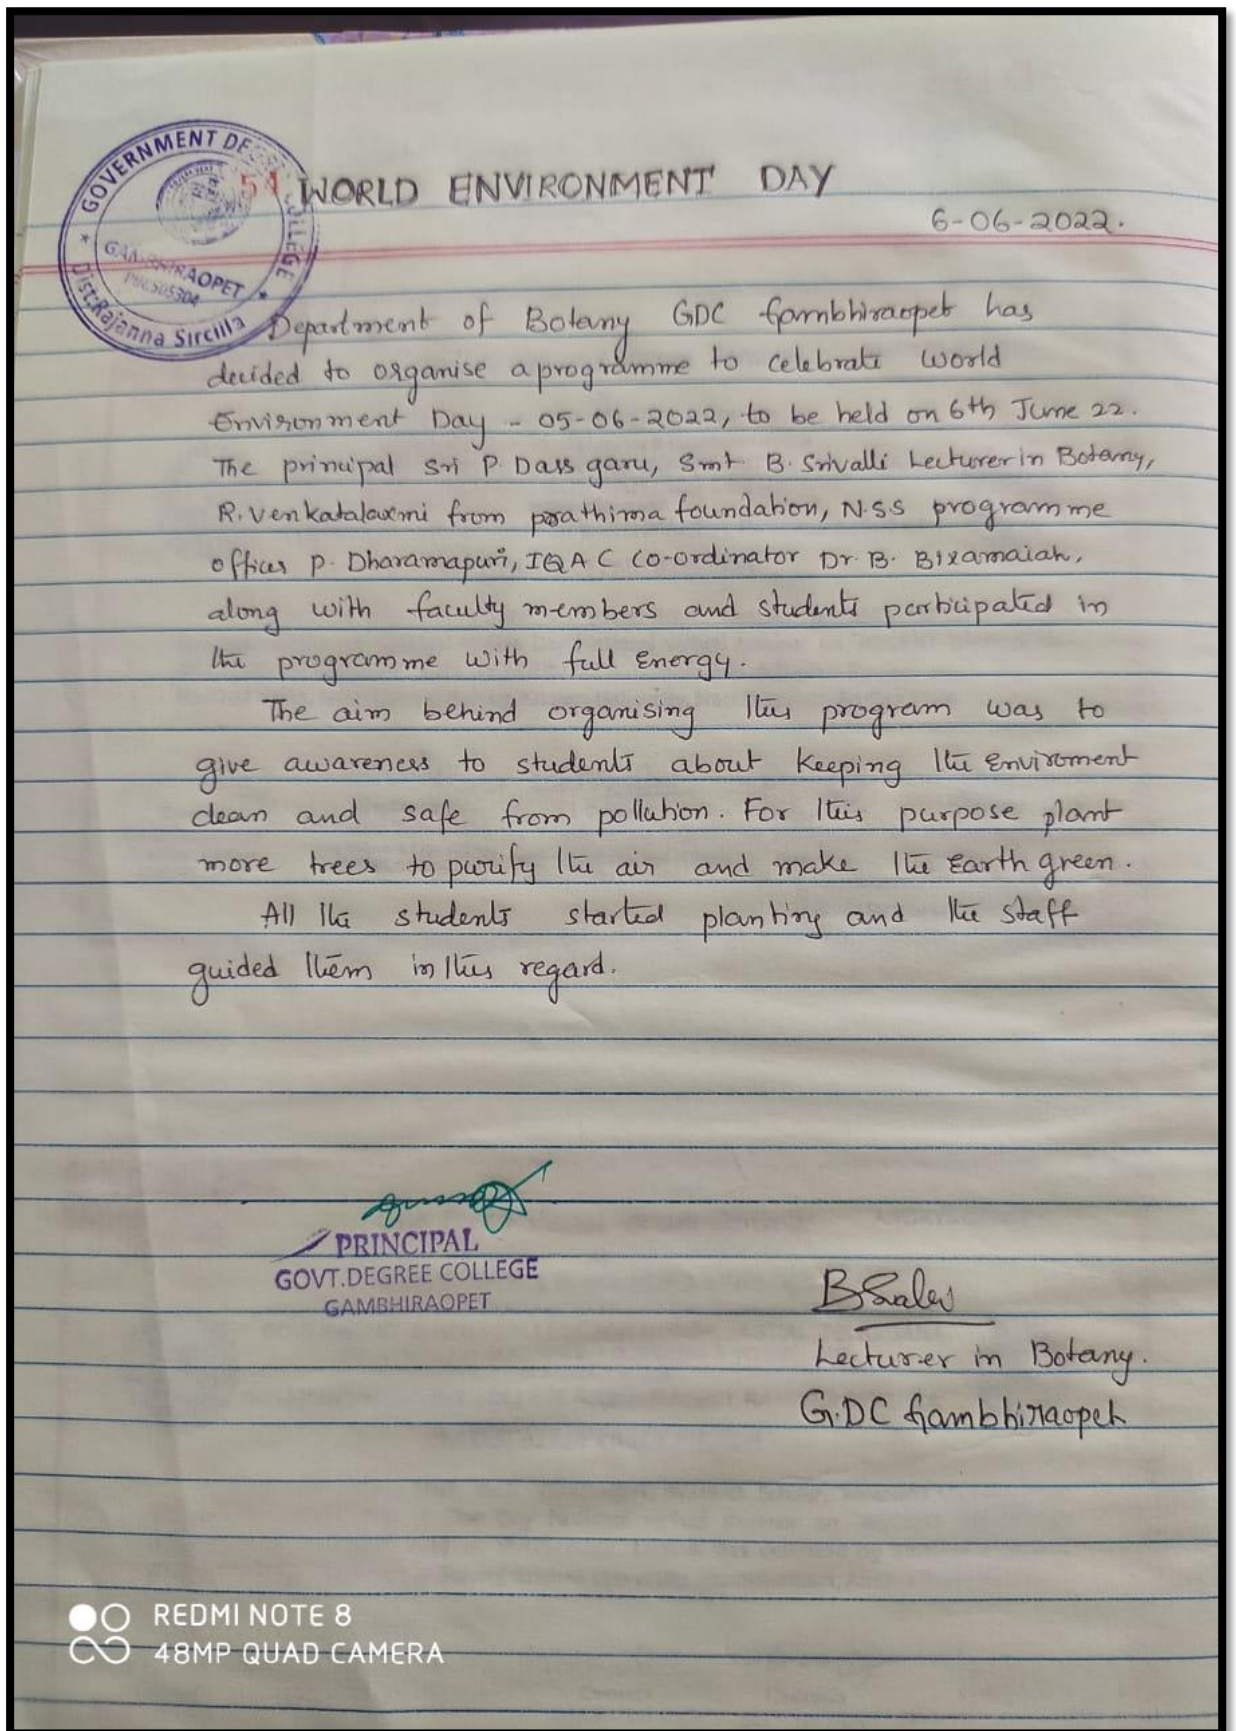 GOVERNMENT DEGREE COLLEGE
GAMBHIRAOPET
PIN:505304
Dist:Rajanna Sircilla
WORLD ENVIRONMENT DAY
6-06-2022.
Department of Botany GDC Gambhiraopet has
decided to organise a programme to celebrate world
Environment Day - 05-06-2022, to be held on 6th June 22.
The principal Sri P. Dass garu, Smt B. Srivalli Lecturer in Botany,
R. Venkatalaxmi from prathima foundation, N.S.S programme
officer P. Dharamapuri, IQAC Co-ordinator Dr. B. Bixamaiah,
along with faculty members and students participated in
the programme with full energy.
The aim behind organising this program was to
give awareness to students about keeping the Enviroment
clean and safe from pollution. For this purpose plant
more trees to purify the air and make the Earth green.
All the students started planting and the staff
guided them in this regard.
PRINCIPAL
GOVT.DEGREE COLLEGE
GAMBHIRAOPET
Lecturer in Botany.
G.DC Gambhiraopet
REDMI NOTE 8
48MP QUAD CAMERA